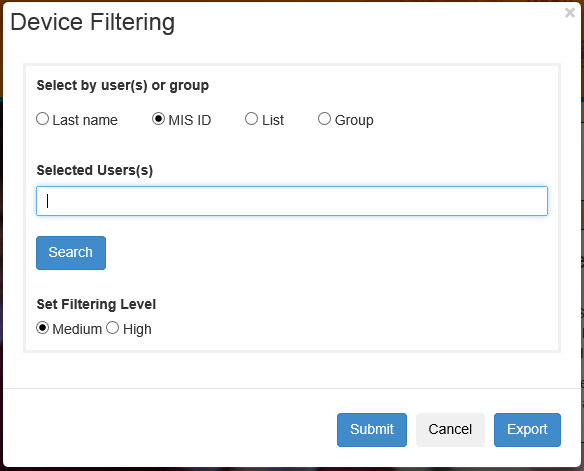 Device Filtering
×
Select by user(s) or group
Last name MIS ID List Group
Selected Users(s)
Search
Set Filtering Level
Medium High
Submit Cancel Export